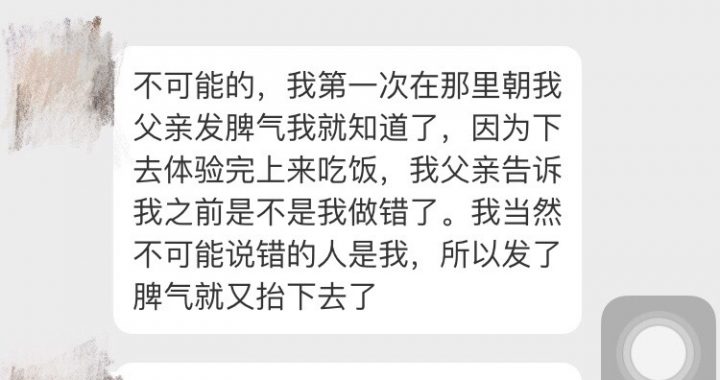 不可能的，我第一次在那里朝我
父亲发脾气我就知道了，因为下
去体验完上来吃饭，我父亲告诉
我之前是不是我做错了。我当然
不可能说错的人是我，所以发了
脾气就又抬下去了